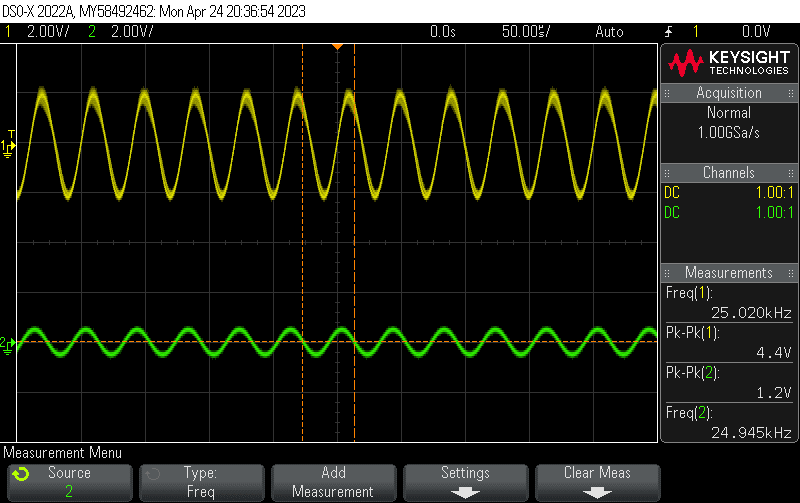 DSO-X 2022A, MY58492462: Mon Apr 24 20:36:54 2023
1 2.00V/ 2 2.00V/ 0.0s 50.00µs/ Auto 1 0.0V
KEYSIGHT
TECHNOLOGIES
Acquisition
Normal
1.00GSa/s
Channels
DC 1.00:1
DC 1.00:1
Measurements
Freq(1):
25.020kHz
Pk-Pk(1):
4.4V
Pk-Pk(2):
1.2V
Freq(2):
24.945kHz
T
1
2
Measurement Menu
Source
2
Type:
Freq
Add
Measurement
Settings
Clear Meas